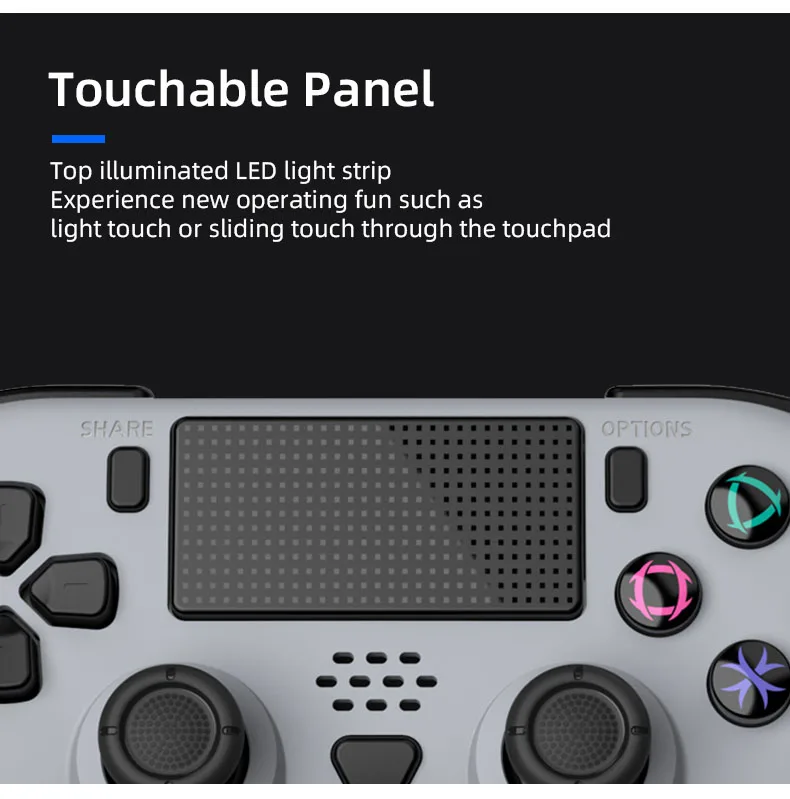 Touchable Panel
Top illuminated LED light strip
Experience new operating fun such as
light touch or sliding touch through the touchpad
SHARE
OPTIONS